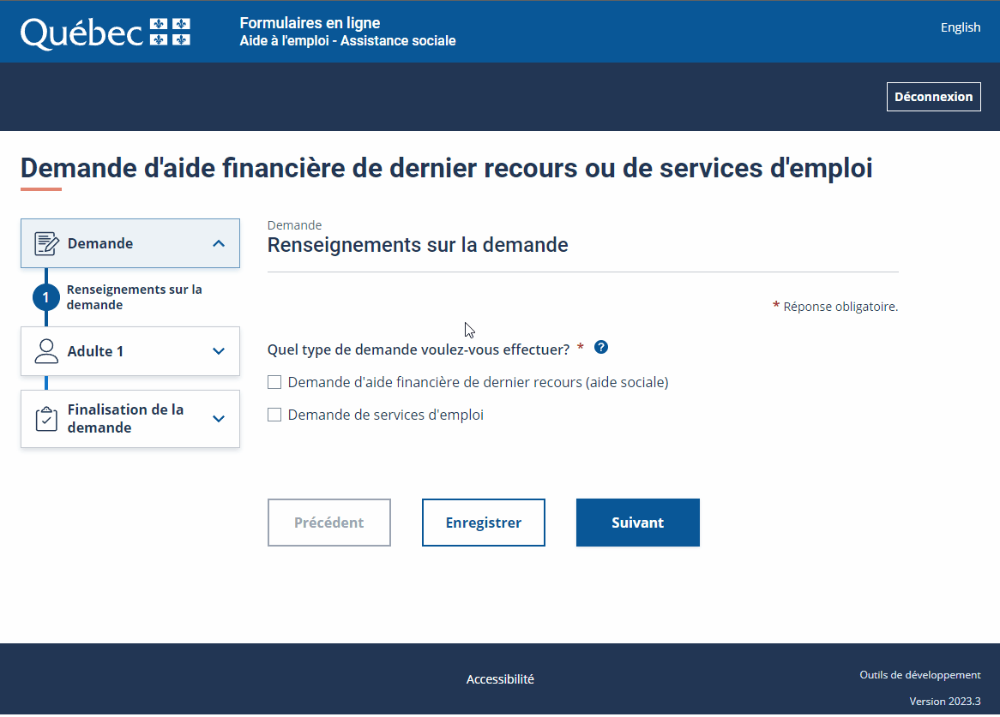 Québec
Formulaires en ligne
Aide à l'emploi - Assistance sociale
English
Déconnexion
Demande d'aide financière de dernier recours ou de services d'emploi
Demande
1
Renseignements sur la
demande
Adulte 1
Finalisation de la
demande
Demande
Renseignements sur la demande
* Réponse obligatoire.
Quel type de demande voulez-vous effectuer? * ?
Demande d'aide financière de dernier recours (aide sociale)
Demande de services d'emploi
Précédent
Enregistrer
Suivant
Accessibilité
Outils de développement
Version 2023.3